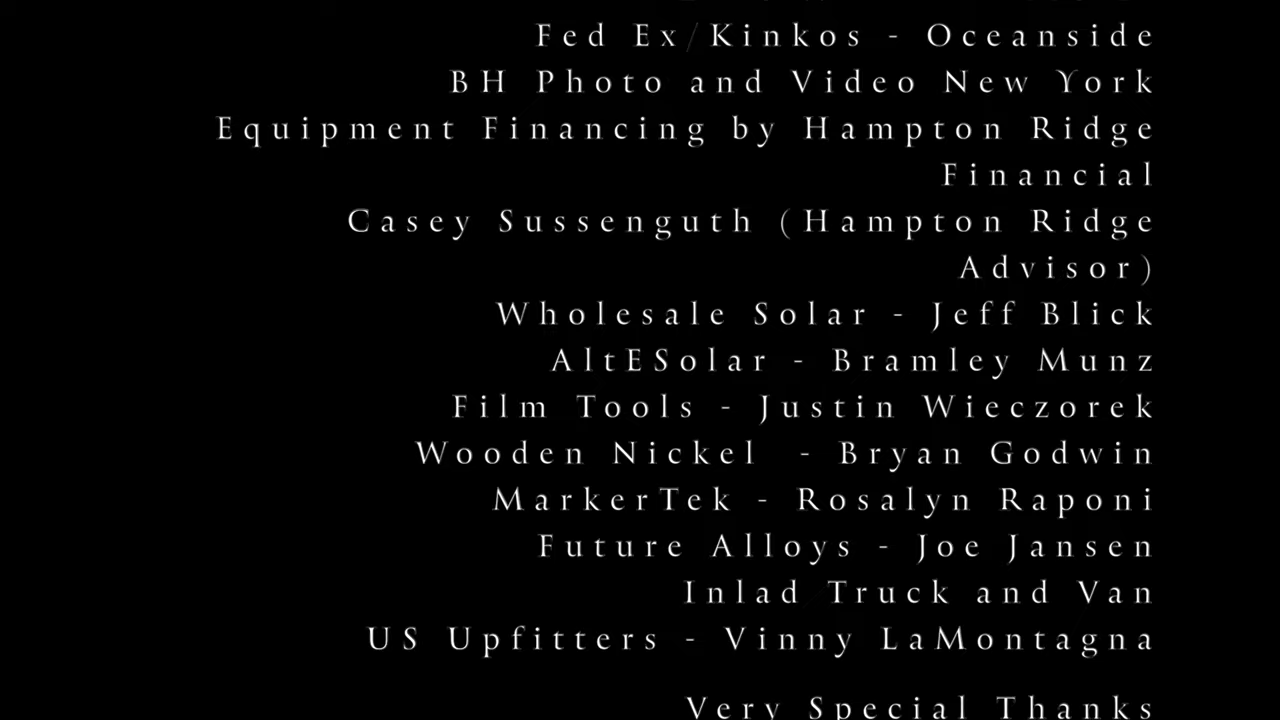 Fed Ex/Kinkos - Oceanside
BH Photo and Video New York
Equipment Financing by Hampton Ridge
Financial
Casey Sussenguth (Hampton Ridge
Advisor)
Wholesale Solar - Jeff Blick
AltESolar - Bramley Munz
Film Tools - Justin Wieczorek
Wooden Nickel - Bryan Godwin
MarkerTek - Rosalyn Raponi
Future Alloys - Joe Jansen
Inlad Truck and Van
US Upfitters - Vinny LaMontagna
Very Special Thanks